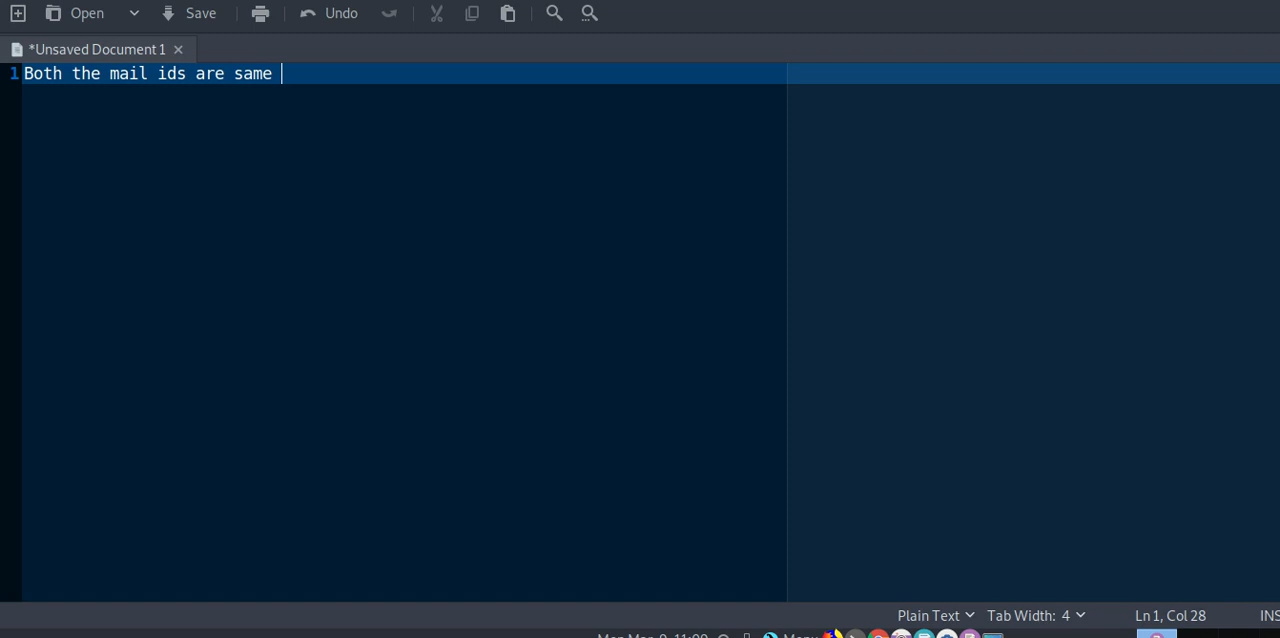 Open Save Undo
*Unsaved Document 1
1 Both the mail ids are same
Plain Text Tab Width: 4 Ln 1, Col 28 INS
Menu